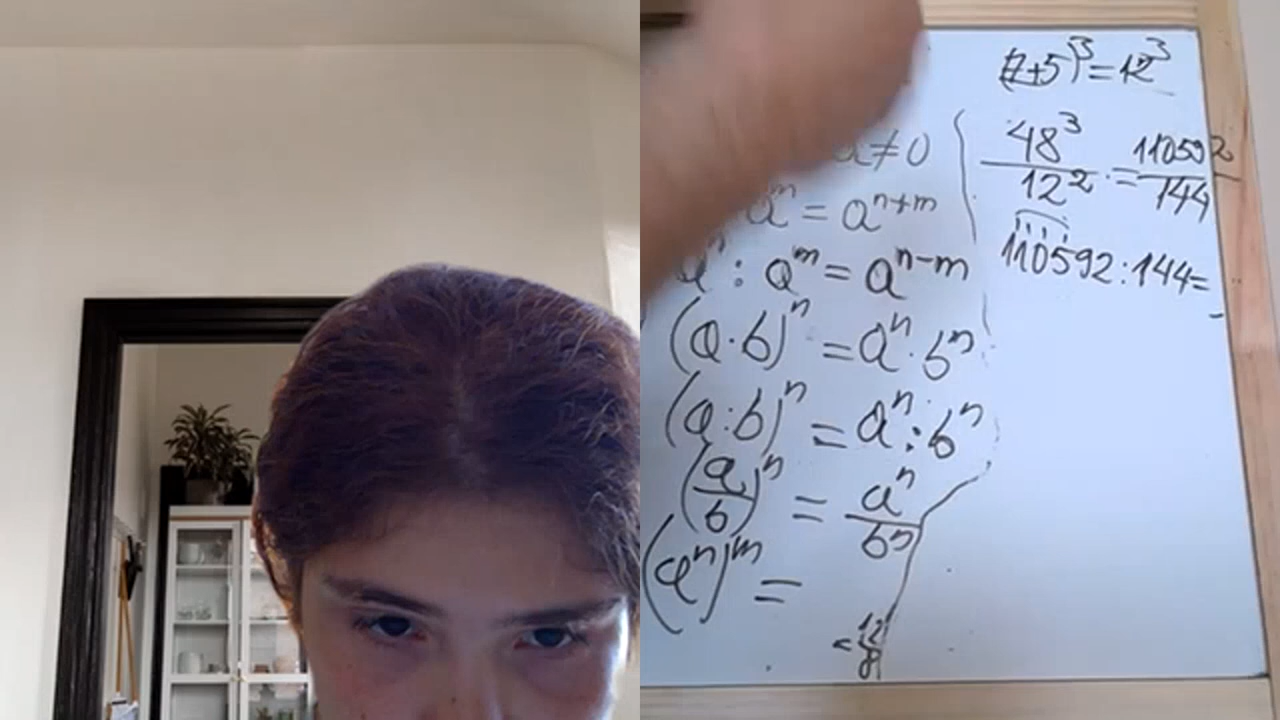 (7+5)³=12³
a≠0
aᵐ = aⁿ⁺ᵐ
aⁿ : aᵐ = aⁿ⁻ᵐ
(a·b)ⁿ = aⁿ·bⁿ
(a:b)ⁿ = aⁿ:bⁿ
(a/b)ⁿ = aⁿ/bⁿ
(aⁿ)ᵐ =
48³/12² = 110592/144
110592:144=